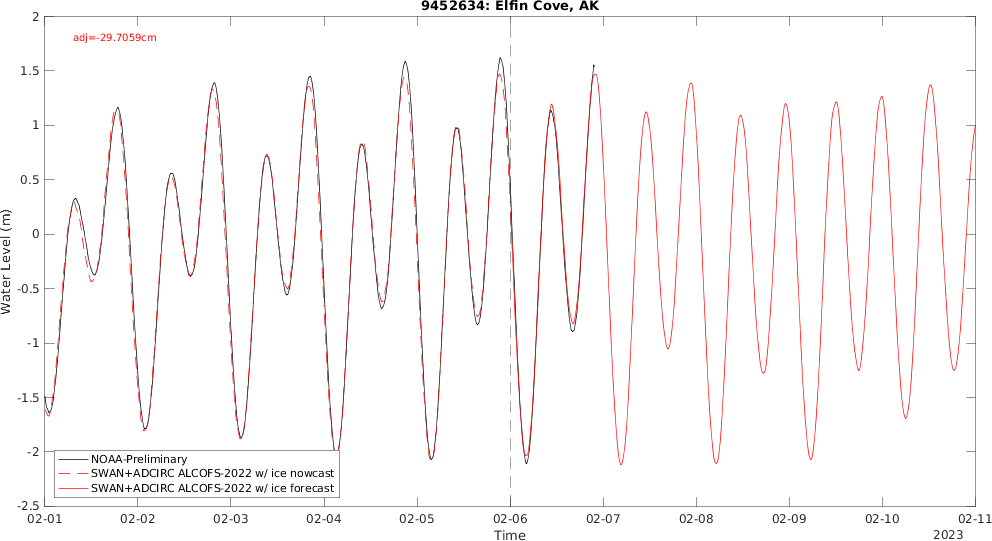 9452634: Elfin Cove, AK
adj=-29.7059cm
Water Level (m)
2
1.5
1
0.5
0
-0.5
-1
-1.5
-2
-2.5
NOAA-Preliminary
SWAN+ADCIRC ALCOFS-2022 w/ ice nowcast
SWAN+ADCIRC ALCOFS-2022 w/ ice forecast
02-01 02-02 02-03 02-04 02-05 02-06 02-07 02-08 02-09 02-10 02-11
Time
2023